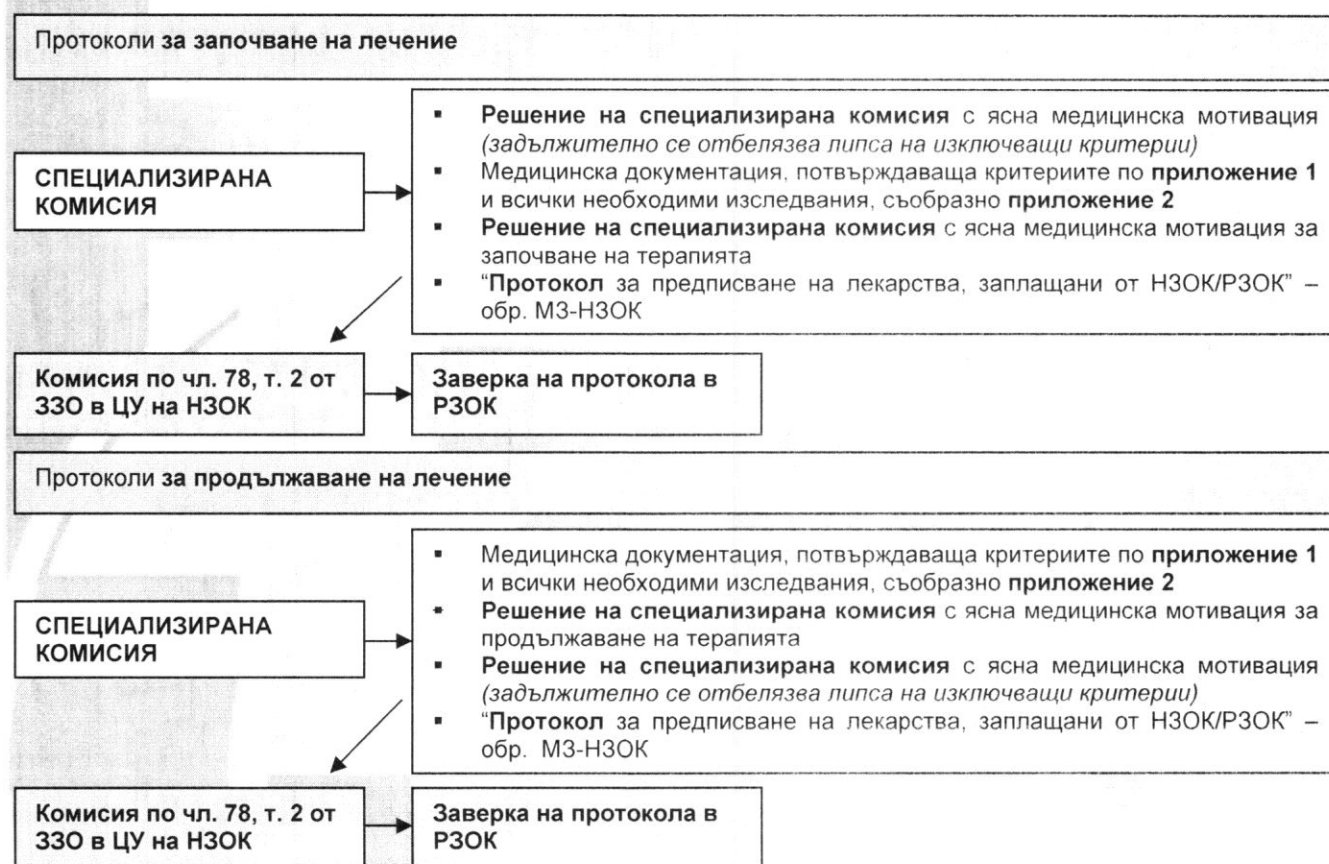 Протоколи за започване на лечение
СПЕЦИАЛИЗИРАНА
КОМИСИЯ
▪ Решение на специализирана комисия с ясна медицинска мотивация
(задължително се отбелязва липса на изключващи критерии)
▪ Медицинска документация, потвърждаваща критериите по приложение 1
и всички необходими изследвания, съобразно приложение 2
▪ Решение на специализирана комисия с ясна медицинска мотивация за
започване на терапията
▪ “Протокол за предписване на лекарства, заплащани от НЗОК/РЗОК” –
обр. МЗ-НЗОК
Комисия по чл. 78, т. 2 от
ЗЗО в ЦУ на НЗОК
Заверка на протокола в
РЗОК
Протоколи за продължаване на лечение
СПЕЦИАЛИЗИРАНА
КОМИСИЯ
▪ Медицинска документация, потвърждаваща критериите по приложение 1
и всички необходими изследвания, съобразно приложение 2
▪ Решение на специализирана комисия с ясна медицинска мотивация за
продължаване на терапията
▪ Решение на специализирана комисия с ясна медицинска мотивация
(задължително се отбелязва липса на изключващи критерии)
▪ “Протокол за предписване на лекарства, заплащани от НЗОК/РЗОК” –
обр. МЗ-НЗОК
Комисия по чл. 78, т. 2 от
ЗЗО в ЦУ на НЗОК
Заверка на протокола в
РЗОК